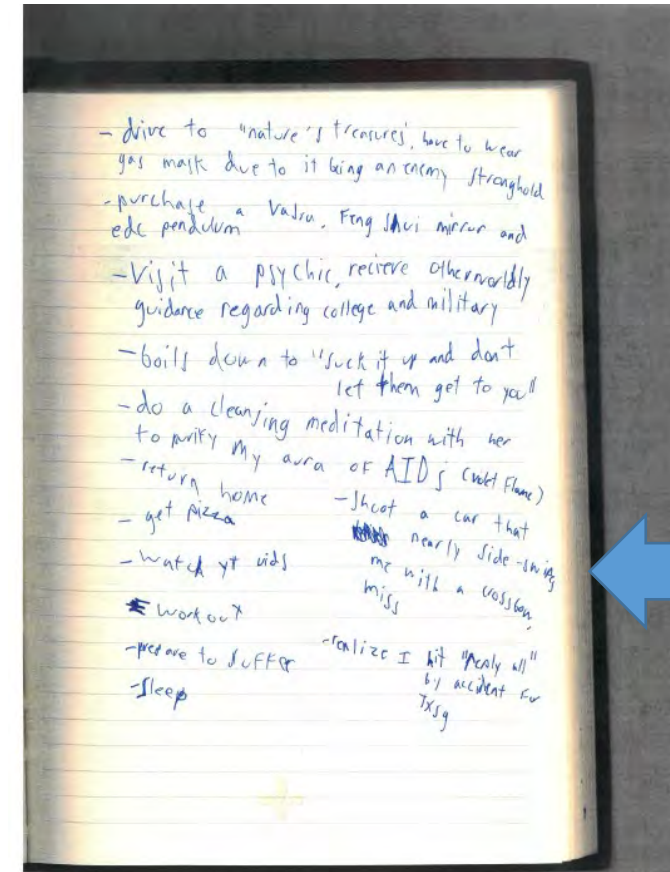 - drive to "nature's treasures', have to wear
gas mask due to it being an enemy stronghold
- purchase a Vajra, Feng Shui mirror and
edc pendulum
- Visit a psychic, recieve otherworldly
guidance regarding college and military
- boils down to "suck it up and don't
let them get to you"
- do a cleansing meditation with her
to purify my aura of AIDs (violet Flame)
- return home
- get pizza
- watch yt vids
workout
- prepare to suffer
- sleep
- shoot a car that
nearly side-swipes
me with a crossbow,
miss
- realize I hit "reply all"
by accident for